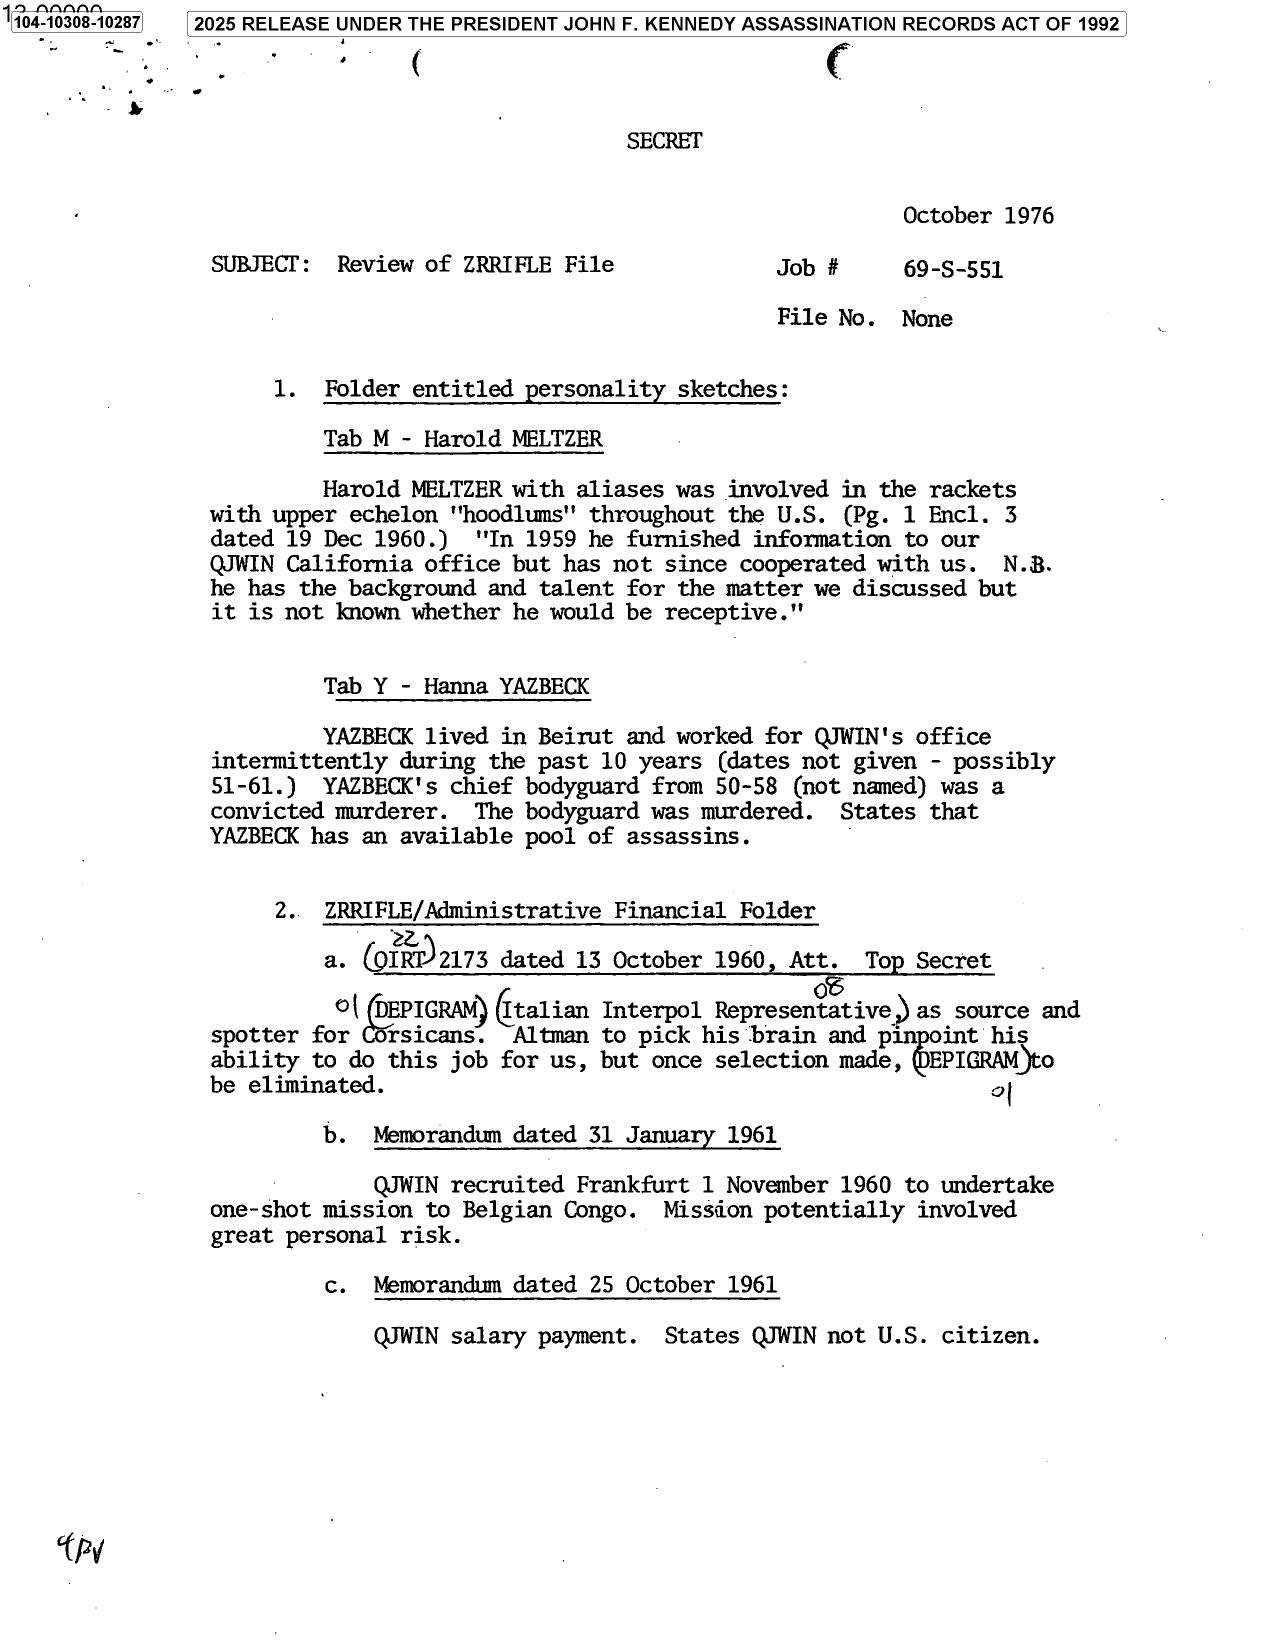 104-10308-10287
2025 RELEASE UNDER THE PRESIDENT JOHN F. KENNEDY ASSASSINATION RECORDS ACT OF 1992
SECRET
October 1976
SUBJECT: Review of ZRRIFLE File Job # 69-S-551
File No. None
1. Folder entitled personality sketches:
Tab M - Harold MELTZER
Harold MELTZER with aliases was involved in the rackets
with upper echelon "hoodlums" throughout the U.S. (Pg. 1 Encl. 3
dated 19 Dec 1960.) "In 1959 he furnished information to our
QJWIN California office but has not since cooperated with us. N.B.
he has the background and talent for the matter we discussed but
it is not known whether he would be receptive."
Tab Y - Hanna YAZBECK
YAZBECK lived in Beirut and worked for QJWIN's office
intermittently during the past 10 years (dates not given - possibly
51-61.) YAZBECK's chief bodyguard from 50-58 (not named) was a
convicted murderer. The bodyguard was murdered. States that
YAZBECK has an available pool of assassins.
2. ZRRIFLE/Administrative Financial Folder
22
a. (OIRT) 2173 dated 13 October 1960, Att. Top Secret
08
01 (DEPIGRAM) (Italian Interpol Representative,) as source and
spotter for Corsicans. Altman to pick his brain and pinpoint his
ability to do this job for us, but once selection made, (DEPIGRAM) to
be eliminated.
01
b. Memorandum dated 31 January 1961
QJWIN recruited Frankfurt 1 November 1960 to undertake
one-shot mission to Belgian Congo. Mission potentially involved
great personal risk.
c. Memorandum dated 25 October 1961
QJWIN salary payment. States QJWIN not U.S. citizen.